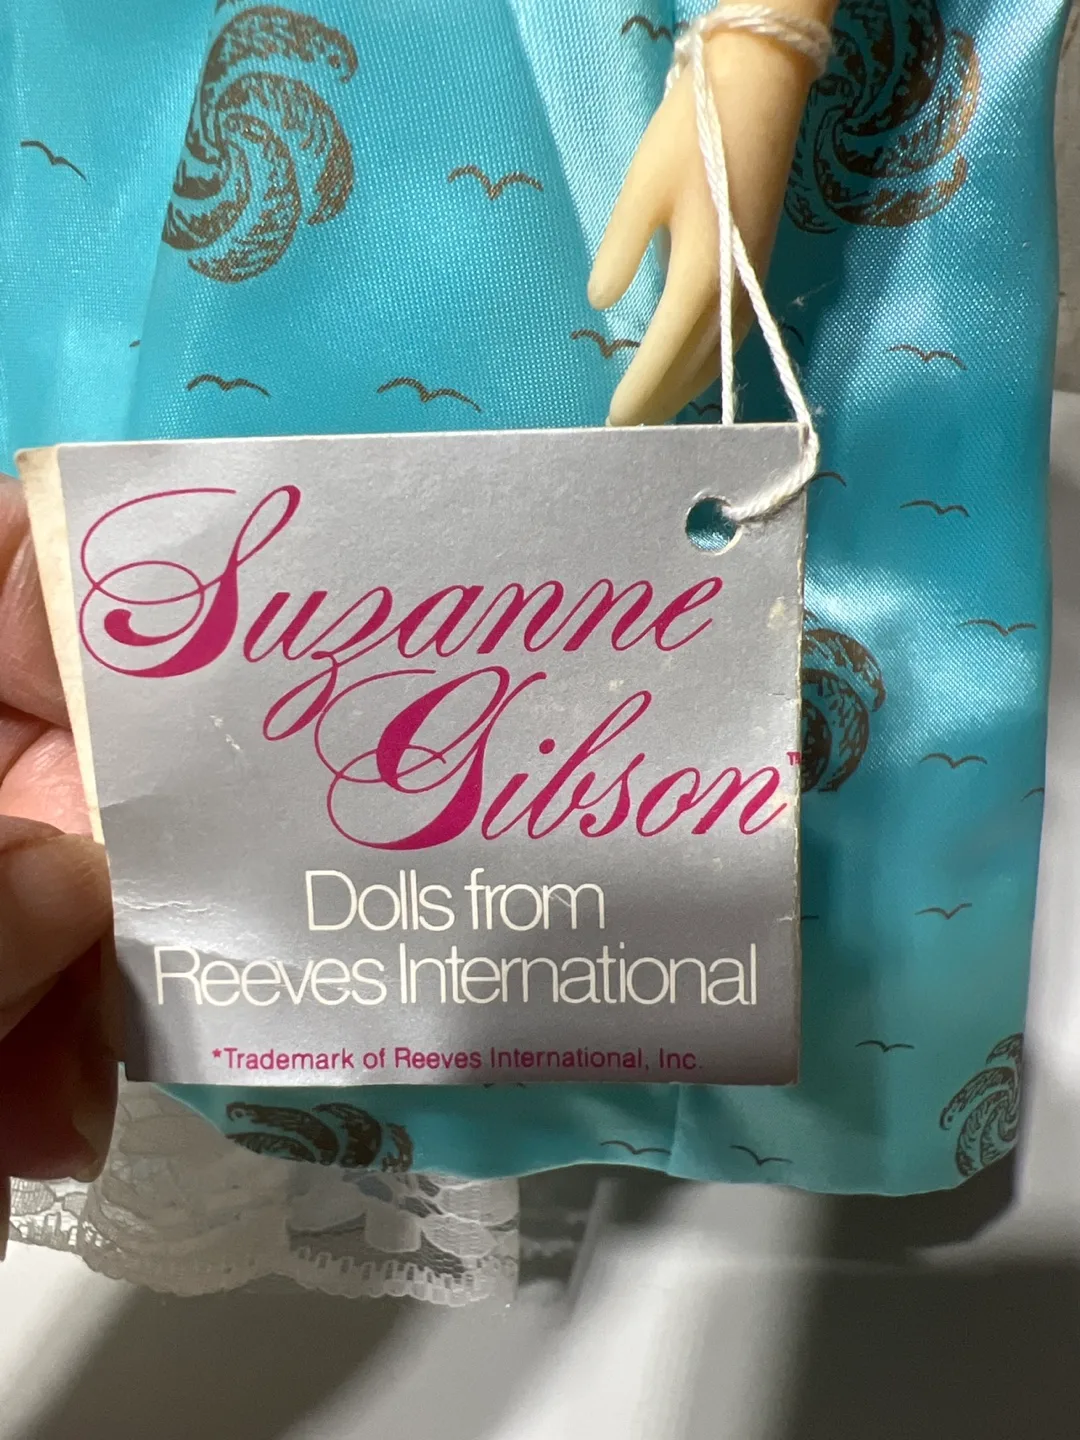 Suzanne
Gibson™
Dolls from
Reeves International
*Trademark of Reeves International, Inc.